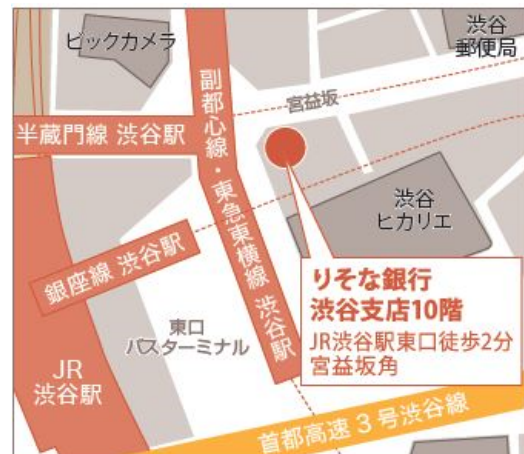 ビックカメラ
渋谷
郵便局
宮益坂
半蔵門線 渋谷駅
副都心線・東急東横線 渋谷駅
渋谷
ヒカリエ
銀座線 渋谷駅
りそな銀行
渋谷支店10階
JR渋谷駅東口徒歩2分
宮益坂角
東口
バスターミナル
JR
渋谷駅
首都高速3号渋谷線